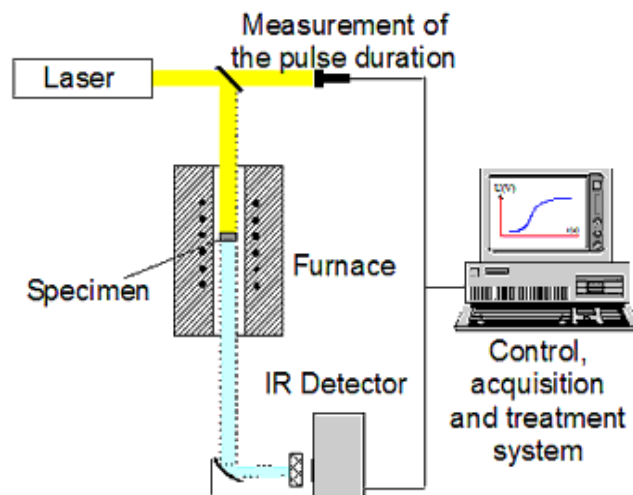 Measurement of
the pulse duration
Laser
U(V)
Furnace
Specimen
IR Detector
Control,
acquisition
and treatment
system